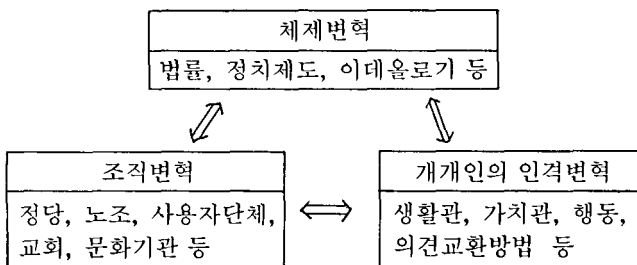 체제변혁
법률, 정치제도, 이데올로기 등
조직변혁
정당, 노조, 사용자단체,
교회, 문화기관 등
개개인의 인격변혁
생활관, 가치관, 행동,
의견교환방법 등